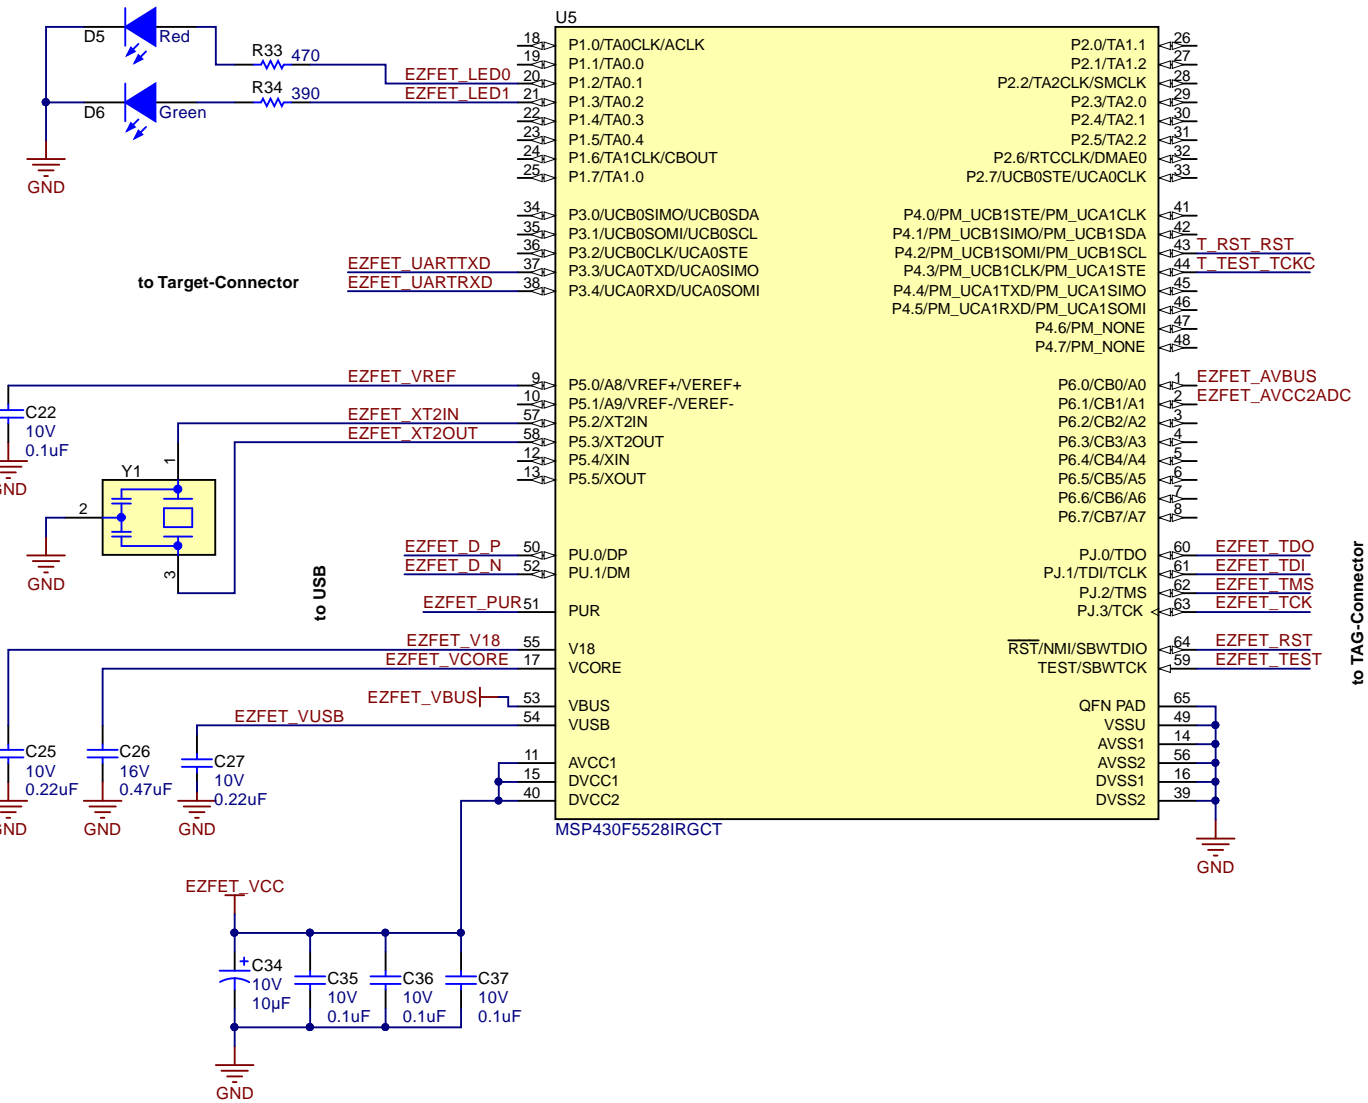 U5
D5
Red
R33 470
EZFET_LED0
D6
Green
R34 390
EZFET_LED1
GND
18 P1.0/TA0CLK/ACLK
19 P1.1/TA0.0
20 P1.2/TA0.1
21 P1.3/TA0.2
22 P1.4/TA0.3
23 P1.5/TA0.4
24 P1.6/TA1CLK/CBOUT
25 P1.7/TA1.0
P2.0/TA1.1 26
P2.1/TA1.2 27
P2.2/TA2CLK/SMCLK 28
P2.3/TA2.0 29
P2.4/TA2.1 30
P2.5/TA2.2 31
P2.6/RTCCLK/DMAE0 32
P2.7/UCB0STE/UCA0CLK 33
34 P3.0/UCB0SIMO/UCB0SDA
35 P3.1/UCB0SOMI/UCB0SCL
36 P3.2/UCB0CLK/UCA0STE
EZFET_UARTTXD 37 P3.3/UCA0TXD/UCA0SIMO
EZFET_UARTRXD 38 P3.4/UCA0RXD/UCA0SOMI
to Target-Connector
P4.0/PM_UCB1STE/PM_UCA1CLK 41
P4.1/PM_UCB1SIMO/PM_UCB1SDA 42
P4.2/PM_UCB1SOMI/PM_UCB1SCL 43 T_RST_RST
P4.3/PM_UCB1CLK/PM_UCA1STE 44 T_TEST_TCKC
P4.4/PM_UCA1TXD/PM_UCA1SIMO 45
P4.5/PM_UCA1RXD/PM_UCA1SOMI 46
P4.6/PM_NONE 47
P4.7/PM_NONE 48
EZFET_VREF 9 P5.0/A8/VREF+/VEREF+
10 P5.1/A9/VREF-/VEREF-
EZFET_XT2IN 57 P5.2/XT2IN
EZFET_XT2OUT 58 P5.3/XT2OUT
12 P5.4/XIN
13 P5.5/XOUT
P6.0/CB0/A0 1 EZFET_AVBUS
P6.1/CB1/A1 2 EZFET_AVCC2ADC
P6.2/CB2/A2 3
P6.3/CB3/A3 4
P6.4/CB4/A4 5
P6.5/CB5/A5 6
P6.6/CB6/A6 7
P6.7/CB7/A7 8
C22
10V
0.1uF
GND
Y1
1
2
3
GND
to USB
EZFET_D_P 50 PU.0/DP
EZFET_D_N 52 PU.1/DM
EZFET_PUR 51 PUR
PJ.0/TDO 60 EZFET_TDO
PJ.1/TDI/TCLK 61 EZFET_TDI
PJ.2/TMS 62 EZFET_TMS
PJ.3/TCK 63 EZFET_TCK
to TAG-Connector
EZFET_V18 55 V18
EZFET_VCORE 17 VCORE
RST/NMI/SBWTDIO 64 EZFET_RST
TEST/SBWTCK 59 EZFET_TEST
EZFET_VBUS 53 VBUS
EZFET_VUSB 54 VUSB
11 AVCC1
15 DVCC1
40 DVCC2
QFN PAD 65
VSSU 49
AVSS1 14
AVSS2 56
DVSS1 16
DVSS2 39
GND
MSP430F5528IRGCT
C25
10V
0.22uF
GND
C26
16V
0.47uF
GND
C27
10V
0.22uF
GND
EZFET_VCC
+
C34
10V
10µF
C35
10V
0.1uF
C36
10V
0.1uF
C37
10V
0.1uF
GND